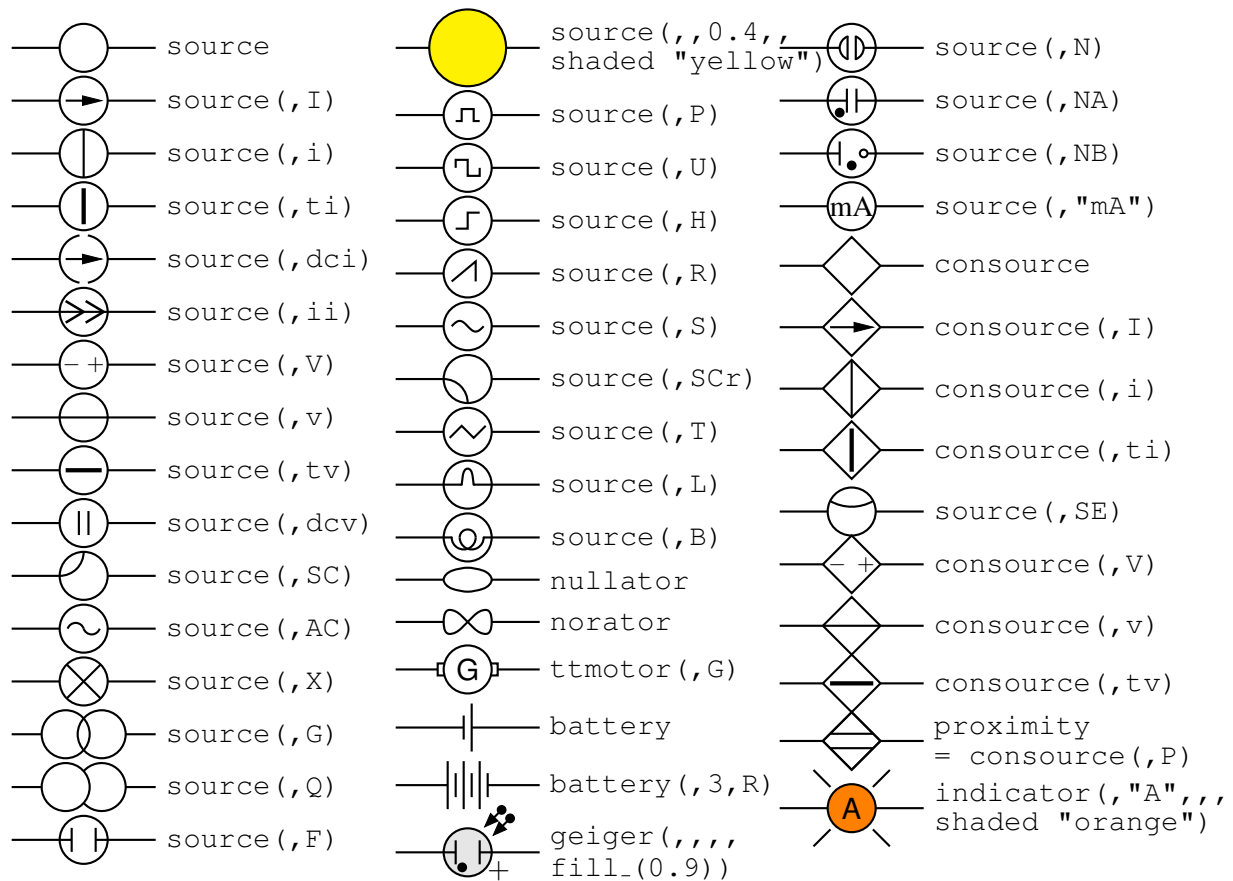 source
source(,I)
source(,i)
source(,ti)
source(,dci)
source(,ii)
− +
source(,V)
source(,v)
source(,tv)
source(,dcv)
source(,SC)
source(,AC)
source(,X)
source(,G)
source(,Q)
source(,F)
source(,,0.4,,
shaded "yellow")
source(,P)
source(,U)
source(,H)
source(,R)
source(,S)
source(,SCr)
source(,T)
source(,L)
source(,B)
nullator
norator
G
ttmotor(,G)
battery
battery(,3,R)
+
geiger(,,,,
fill_(0.9))
source(,N)
source(,NA)
source(,NB)
mA
source(,"mA")
consource
consource(,I)
consource(,i)
consource(,ti)
source(,SE)
− +
consource(,V)
consource(,v)
consource(,tv)
proximity
= consource(,P)
A
indicator(,"A",,,
shaded "orange")